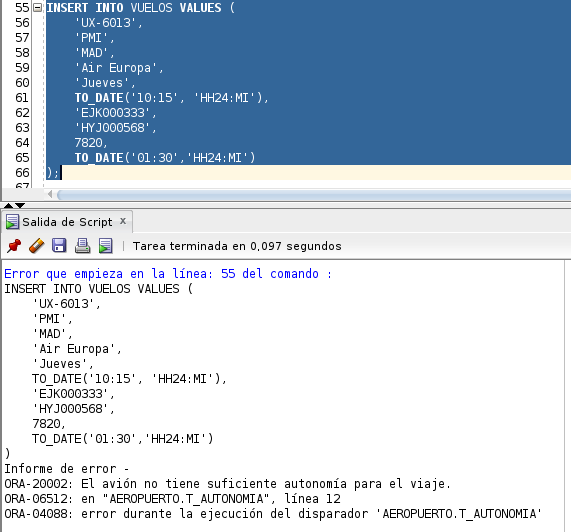 55 INSERT INTO VUELOS VALUES (
56 'UX-6013',
57 'PMI',
58 'MAD',
59 'Air Europa',
60 'Jueves',
61 TO_DATE('10:15', 'HH24:MI'),
62 'EJK000333',
63 'HYJ000568',
64 7820,
65 TO_DATE('01:30','HH24:MI')
66 );
67
Salida de Script x
Tarea terminada en 0,097 segundos
Error que empieza en la línea: 55 del comando :
INSERT INTO VUELOS VALUES (
'UX-6013',
'PMI',
'MAD',
'Air Europa',
'Jueves',
TO_DATE('10:15', 'HH24:MI'),
'EJK000333',
'HYJ000568',
7820,
TO_DATE('01:30','HH24:MI')
)
Informe de error -
ORA-20002: El avión no tiene suficiente autonomía para el viaje.
ORA-06512: en "AEROPUERTO.T_AUTONOMIA", línea 12
ORA-04088: error durante la ejecución del disparador 'AEROPUERTO.T_AUTONOMIA'